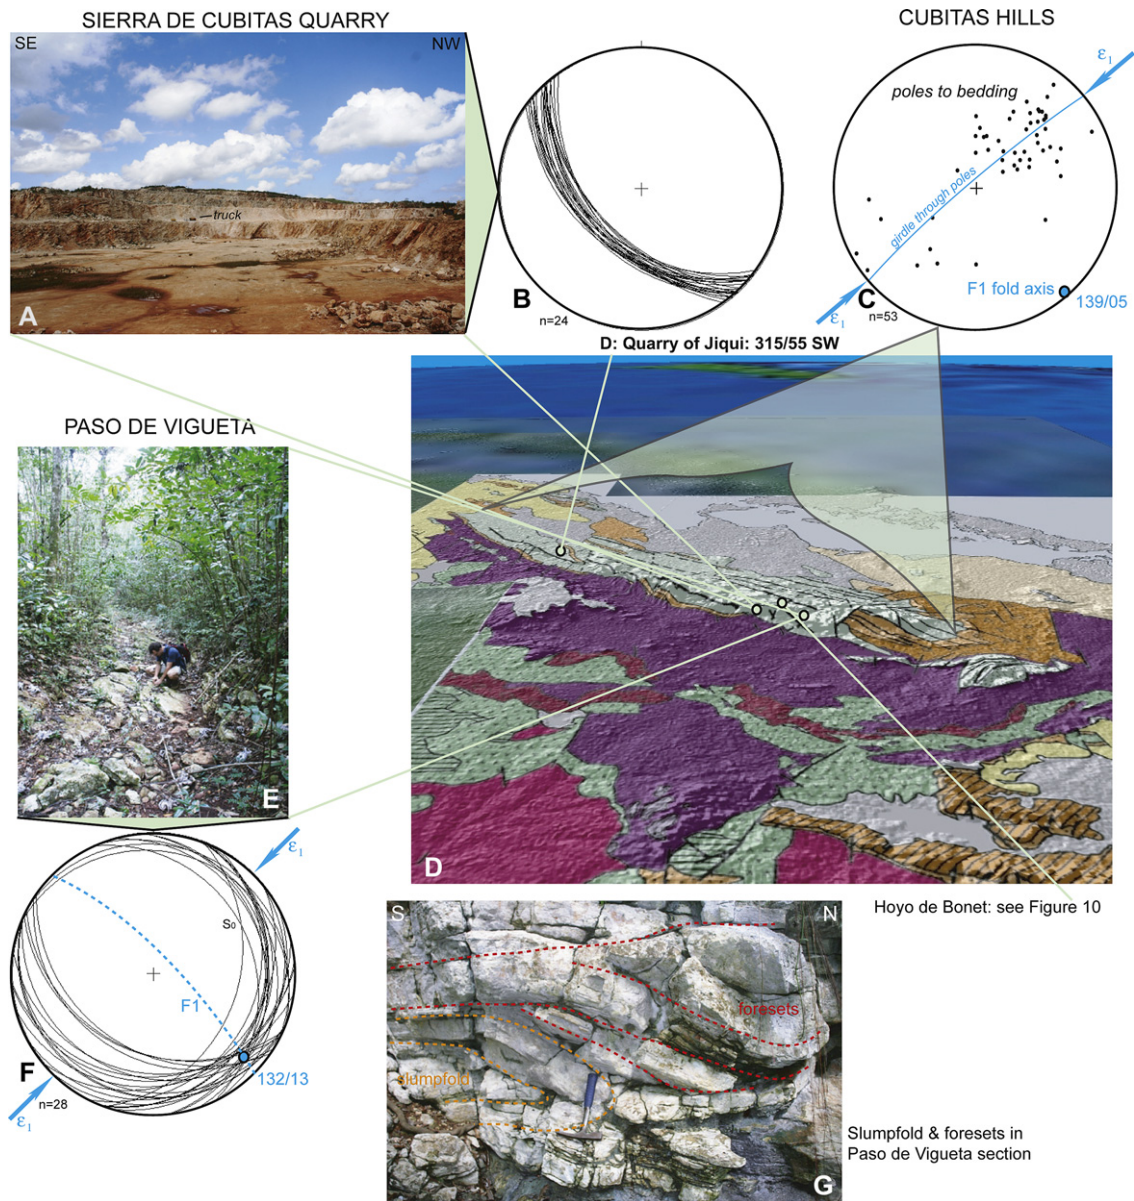 SIERRA DE CUBITAS QUARRY
CUBITAS HILLS
SE
NW
truck
A
B
n=24
ε1
poles to bedding
girdle through poles
F1 fold axis
139/05
C
n=53
ε1
D: Quarry of Jiqui: 315/55 SW
PASO DE VIGUETA
E
D
Hoyo de Bonet: see Figure 10
ε1
S0
F1
132/13
F
n=28
ε1
S
N
foresets
slumpfold
G
Slumpfold & foresets in
Paso de Vigueta section